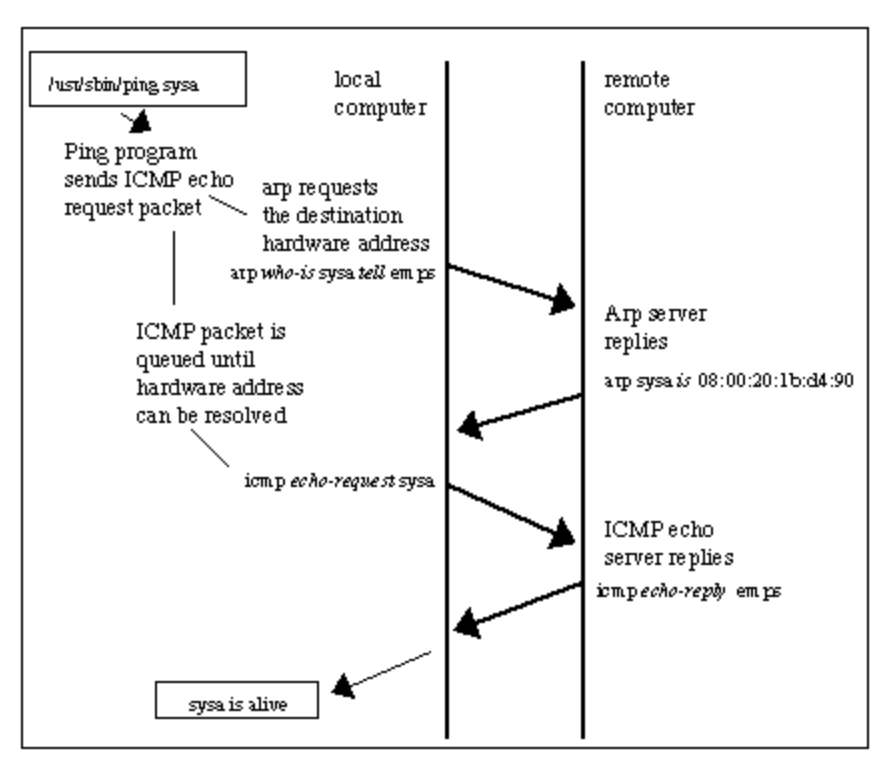 /usr/sbin/ping sysa
local
computer
remote
computer
Ping program
sends ICMP echo
request packet
arp requests
the destination
hardware address
arp who-is sysa tell emps
Arp server
replies
arp sysa is 08:00:20:1b:d4:90
ICMP packet is
queued until
hardware address
can be resolved
icmp echo-request sysa
ICMP echo
server replies
icmp echo-reply emps
sysa is alive